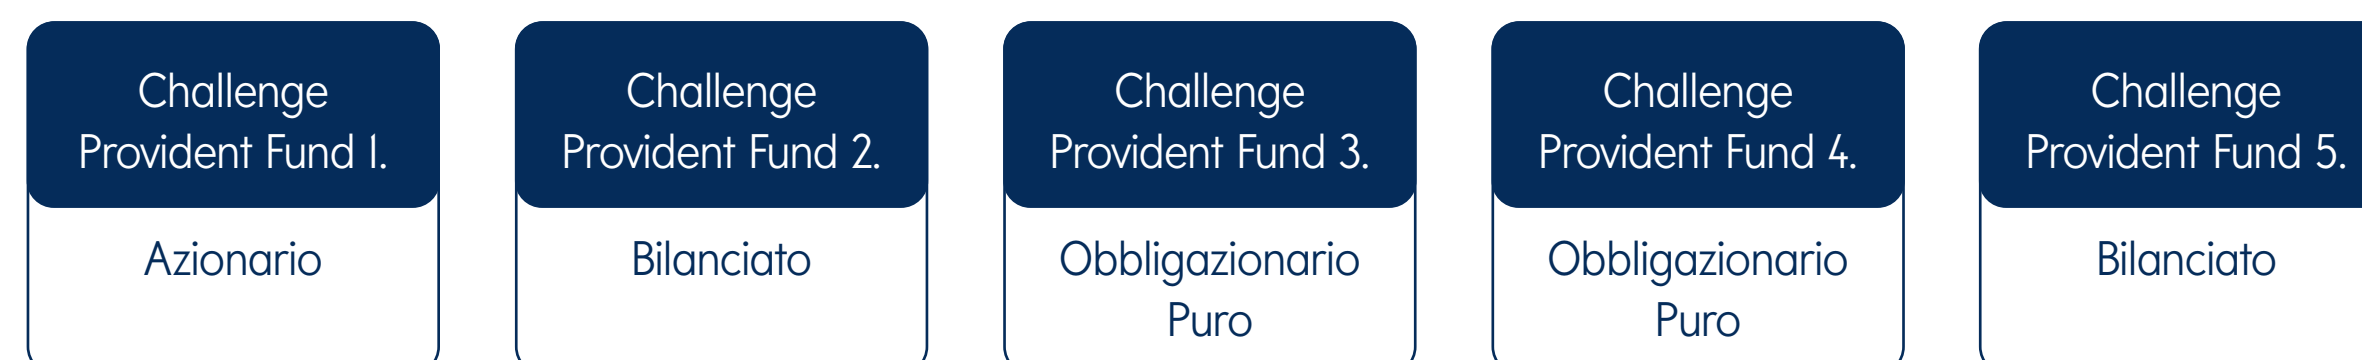 Challenge
Provident Fund 1.
Azionario
Challenge
Provident Fund 2.
Bilanciato
Challenge
Provident Fund 3.
Obbligazionario
Puro
Challenge
Provident Fund 4.
Obbligazionario
Puro
Challenge
Provident Fund 5.
Bilanciato